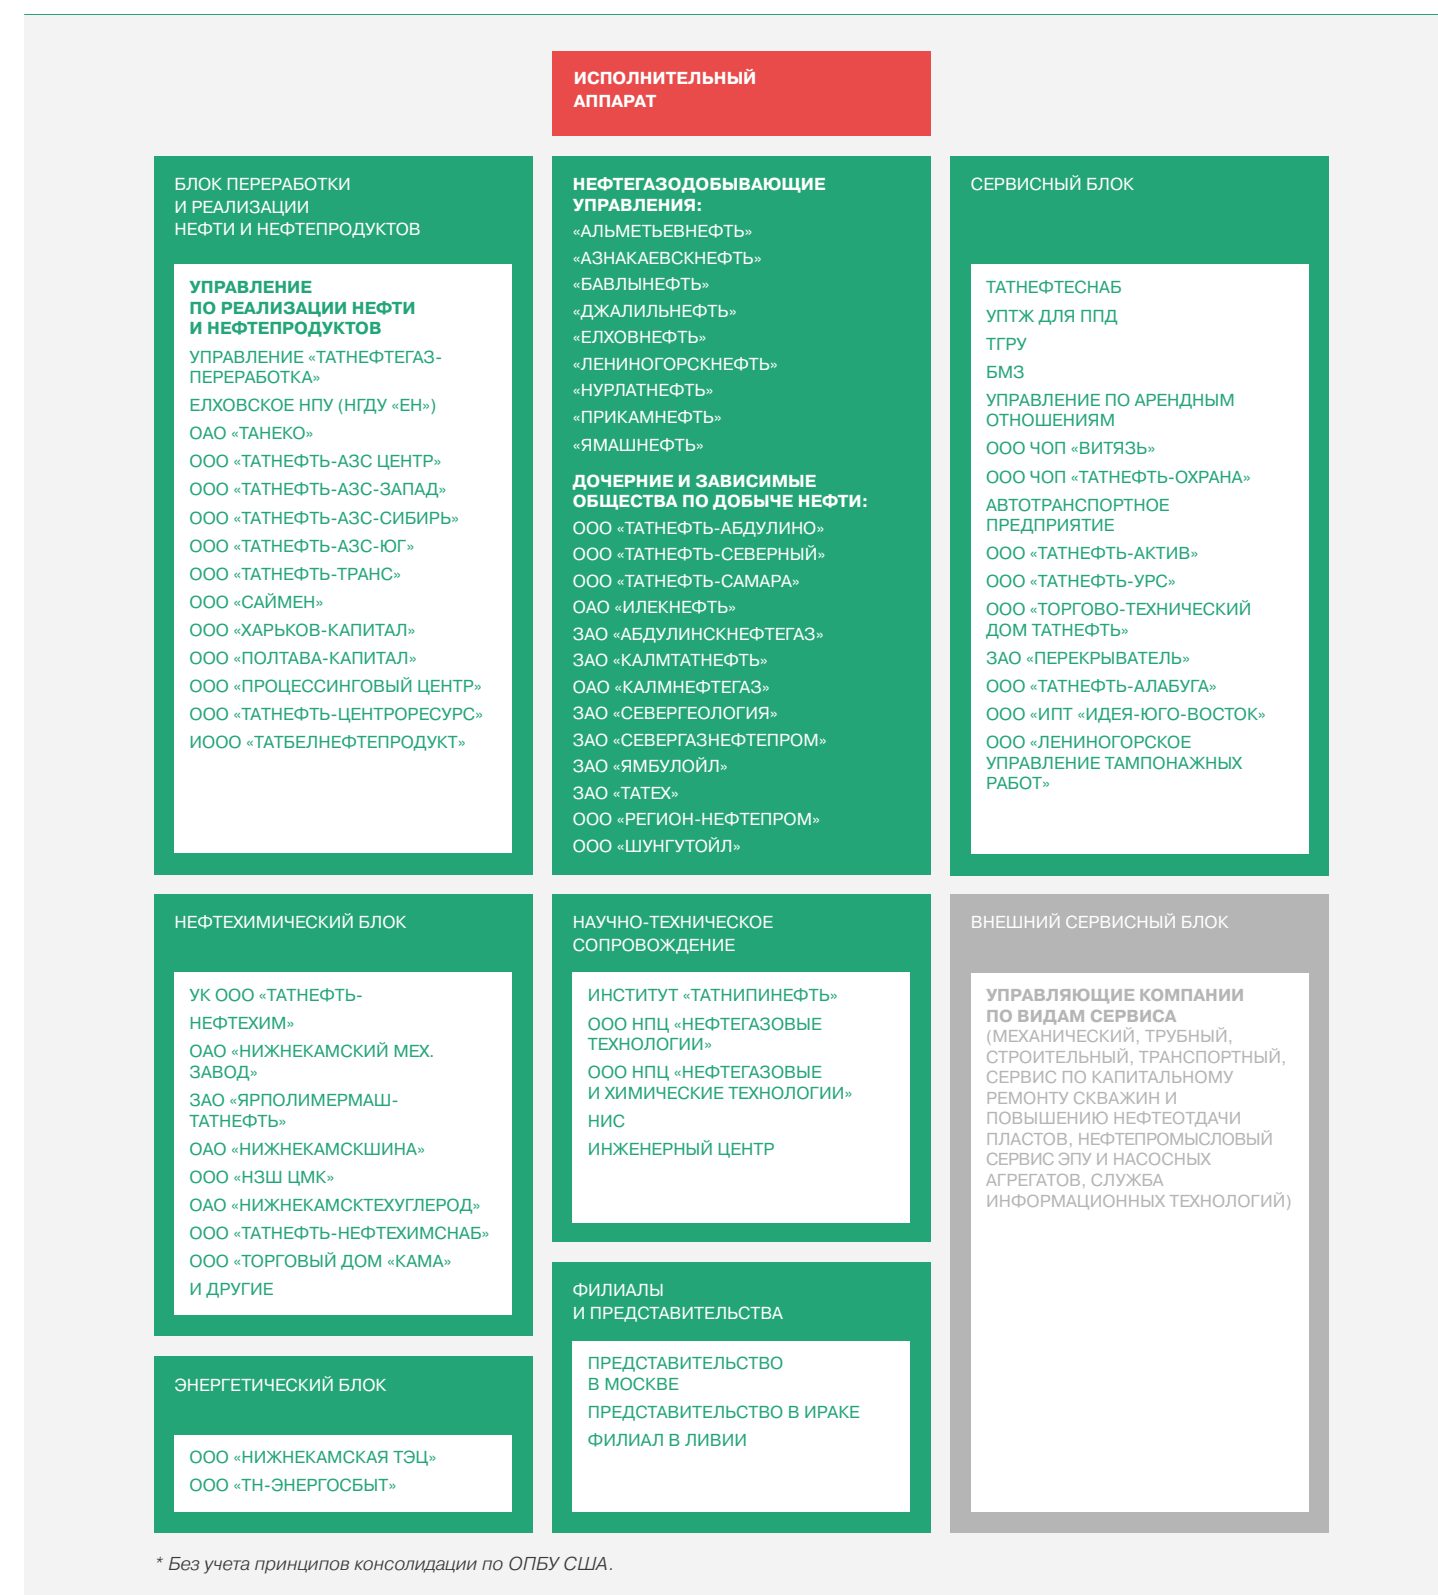 ИСПОЛНИТЕЛЬНЫЙ
АППАРАТ
БЛОК ПЕРЕРАБОТКИ
И РЕАЛИЗАЦИИ
НЕФТИ И НЕФТЕПРОДУКТОВ
УПРАВЛЕНИЕ
ПО РЕАЛИЗАЦИИ НЕФТИ
И НЕФТЕПРОДУКТОВ
УПРАВЛЕНИЕ «ТАТНЕФТЕГАЗ-
ПЕРЕРАБОТКА»
ЕЛХОВСКОЕ НПУ (НГДУ «ЕН»)
ОАО «ТАНЕКО»
ООО «ТАТНЕФТЬ-АЗС ЦЕНТР»
ООО «ТАТНЕФТЬ-АЗС-ЗАПАД»
ООО «ТАТНЕФТЬ-АЗС-СИБИРЬ»
ООО «ТАТНЕФТЬ-АЗС-ЮГ»
ООО «ТАТНЕФТЬ-ТРАНС»
ООО «САЙМЕН»
ООО «ХАРЬКОВ-КАПИТАЛ»
ООО «ПОЛТАВА-КАПИТАЛ»
ООО «ПРОЦЕССИНГОВЫЙ ЦЕНТР»
ООО «ТАТНЕФТЬ-ЦЕНТРОРЕСУРС»
ИООО «ТАТБЕЛНЕФТЕПРОДУКТ»
НЕФТЕГАЗОДОБЫВАЮЩИЕ
УПРАВЛЕНИЯ:
«АЛЬМЕТЬЕВНЕФТЬ»
«АЗНАКАЕВСКНЕФТЬ»
«БАВЛЫНЕФТЬ»
«ДЖАЛИЛЬНЕФТЬ»
«ЕЛХОВНЕФТЬ»
«ЛЕНИНОГОРСКНЕФТЬ»
«НУРЛАТНЕФТЬ»
«ПРИКАМНЕФТЬ»
«ЯМАШНЕФТЬ»
ДОЧЕРНИЕ И ЗАВИСИМЫЕ
ОБЩЕСТВА ПО ДОБЫЧЕ НЕФТИ:
ООО «ТАТНЕФТЬ-АБДУЛИНО»
ООО «ТАТНЕФТЬ-СЕВЕРНЫЙ»
ООО «ТАТНЕФТЬ-САМАРА»
ОАО «ИЛЕКНЕФТЬ»
ЗАО «АБДУЛИНСКНЕФТЕГАЗ»
ЗАО «КАЛМТАТНЕФТЬ»
ОАО «КАЛМНЕФТЕГАЗ»
ЗАО «СЕВЕРГЕОЛОГИЯ»
ЗАО «СЕВЕРГАЗНЕФТЕПРОМ»
ЗАО «ЯМБУЛОЙЛ»
ЗАО «ТАТЕХ»
ООО «РЕГИОН-НЕФТЕПРОМ»
ООО «ШУНГУТОЙЛ»
СЕРВИСНЫЙ БЛОК
ТАТНЕФТЕСНАБ
УПТЖ ДЛЯ ППД
ТГРУ
БМЗ
УПРАВЛЕНИЕ ПО АРЕНДНЫМ
ОТНОШЕНИЯМ
ООО ЧОП «ВИТЯЗЬ»
ООО ЧОП «ТАТНЕФТЬ-ОХРАНА»
АВТОТРАНСПОРТНОЕ
ПРЕДПРИЯТИЕ
ООО «ТАТНЕФТЬ-АКТИВ»
ООО «ТАТНЕФТЬ-УРС»
ООО «ТОРГОВО-ТЕХНИЧЕСКИЙ
ДОМ ТАТНЕФТЬ»
ЗАО «ПЕРЕКРЫВАТЕЛЬ»
ООО «ТАТНЕФТЬ-АЛАБУГА»
ООО «ИПТ «ИДЕЯ-ЮГО-ВОСТОК»
ООО «ЛЕНИНОГОРСКОЕ
УПРАВЛЕНИЕ ТАМПОНАЖНЫХ
РАБОТ»
НЕФТЕХИМИЧЕСКИЙ БЛОК
УК ООО «ТАТНЕФТЬ-
НЕФТЕХИМ»
ОАО «НИЖНЕКАМСКИЙ МЕХ.
ЗАВОД»
ЗАО «ЯРПОЛИМЕРМАШ-
ТАТНЕФТЬ»
ОАО «НИЖНЕКАМСКШИНА»
ООО «НЗШ ЦМК»
ОАО «НИЖНЕКАМСКТЕХУГЛЕРОД»
ООО «ТАТНЕФТЬ-НЕФТЕХИМСНАБ»
ООО «ТОРГОВЫЙ ДОМ «КАМА»
И ДРУГИЕ
НАУЧНО-ТЕХНИЧЕСКОЕ
СОПРОВОЖДЕНИЕ
ИНСТИТУТ «ТАТНИПИНЕФТЬ»
ООО НПЦ «НЕФТЕГАЗОВЫЕ
ТЕХНОЛОГИИ»
ООО НПЦ «НЕФТЕГАЗОВЫЕ
И ХИМИЧЕСКИЕ ТЕХНОЛОГИИ»
НИС
ИНЖЕНЕРНЫЙ ЦЕНТР
ВНЕШНИЙ СЕРВИСНЫЙ БЛОК
УПРАВЛЯЮЩИЕ КОМПАНИИ
ПО ВИДАМ СЕРВИСА
(МЕХАНИЧЕСКИЙ, ТРУБНЫЙ,
СТРОИТЕЛЬНЫЙ, ТРАНСПОРТНЫЙ,
СЕРВИС ПО КАПИТАЛЬНОМУ
РЕМОНТУ СКВАЖИН И
ПОВЫШЕНИЮ НЕФТЕОТДАЧИ
ПЛАСТОВ, НЕФТЕПРОМЫСЛОВЫЙ
СЕРВИС ЭПУ И НАСОСНЫХ
АГРЕГАТОВ, СЛУЖБА
ИНФОРМАЦИОННЫХ ТЕХНОЛОГИЙ)
ФИЛИАЛЫ
И ПРЕДСТАВИТЕЛЬСТВА
ПРЕДСТАВИТЕЛЬСТВО
В МОСКВЕ
ПРЕДСТАВИТЕЛЬСТВО В ИРАКЕ
ФИЛИАЛ В ЛИВИИ
ЭНЕРГЕТИЧЕСКИЙ БЛОК
ООО «НИЖНЕКАМСКАЯ ТЭЦ»
ООО «ТН-ЭНЕРГОСБЫТ»
* Без учета принципов консолидации по ОПБУ США.